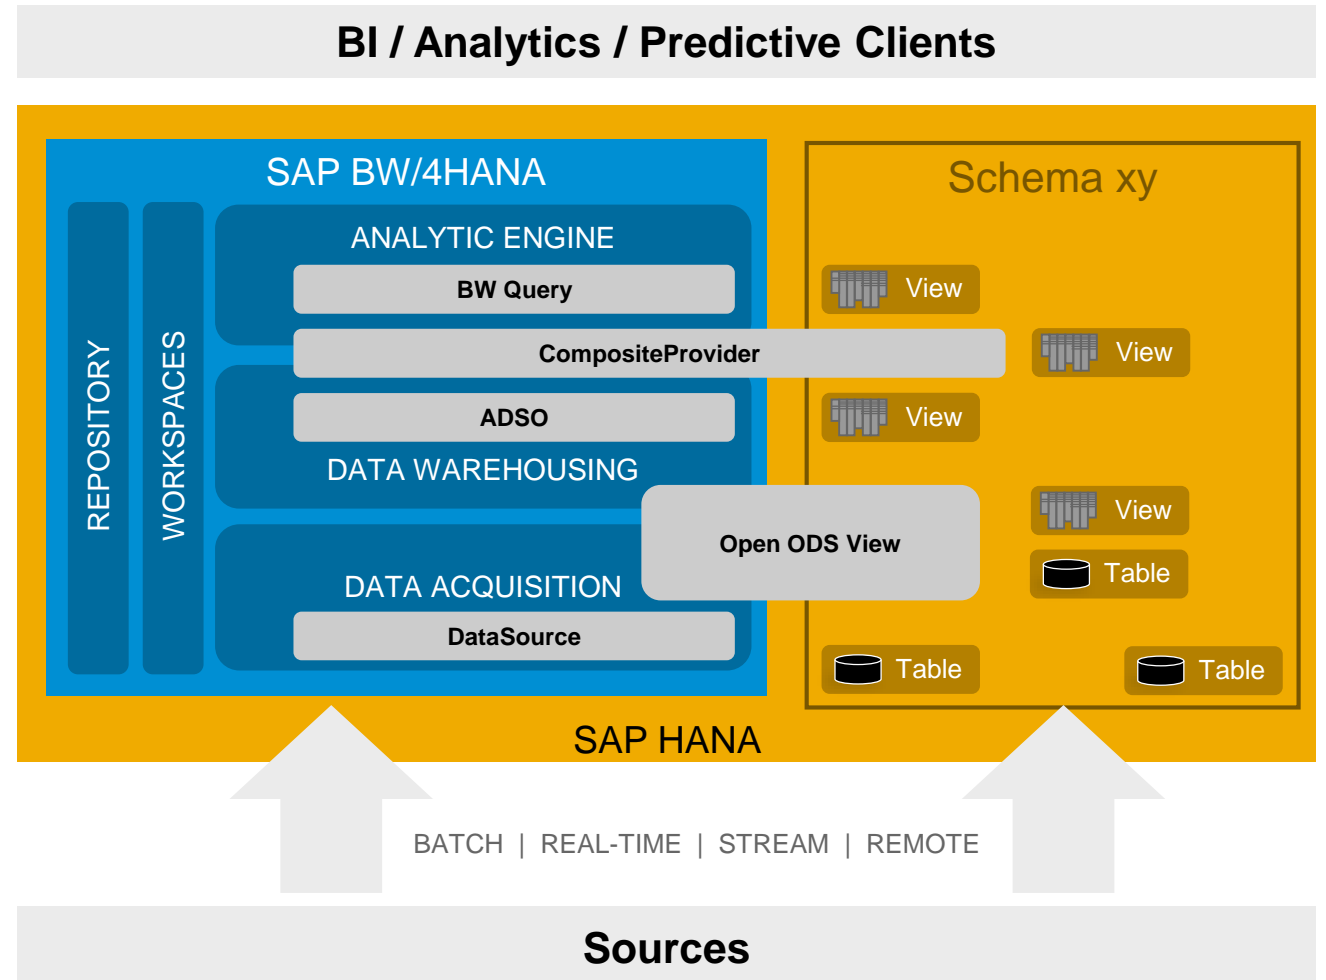 BI / Analytics / Predictive Clients
SAP BW/4HANA
REPOSITORY
WORKSPACES
ANALYTIC ENGINE
BW Query
CompositeProvider
ADSO
DATA WAREHOUSING
Open ODS View
DATA ACQUISITION
DataSource
Schema xy
View
View
View
View
Table
Table
Table
SAP HANA
BATCH | REAL-TIME | STREAM | REMOTE
Sources